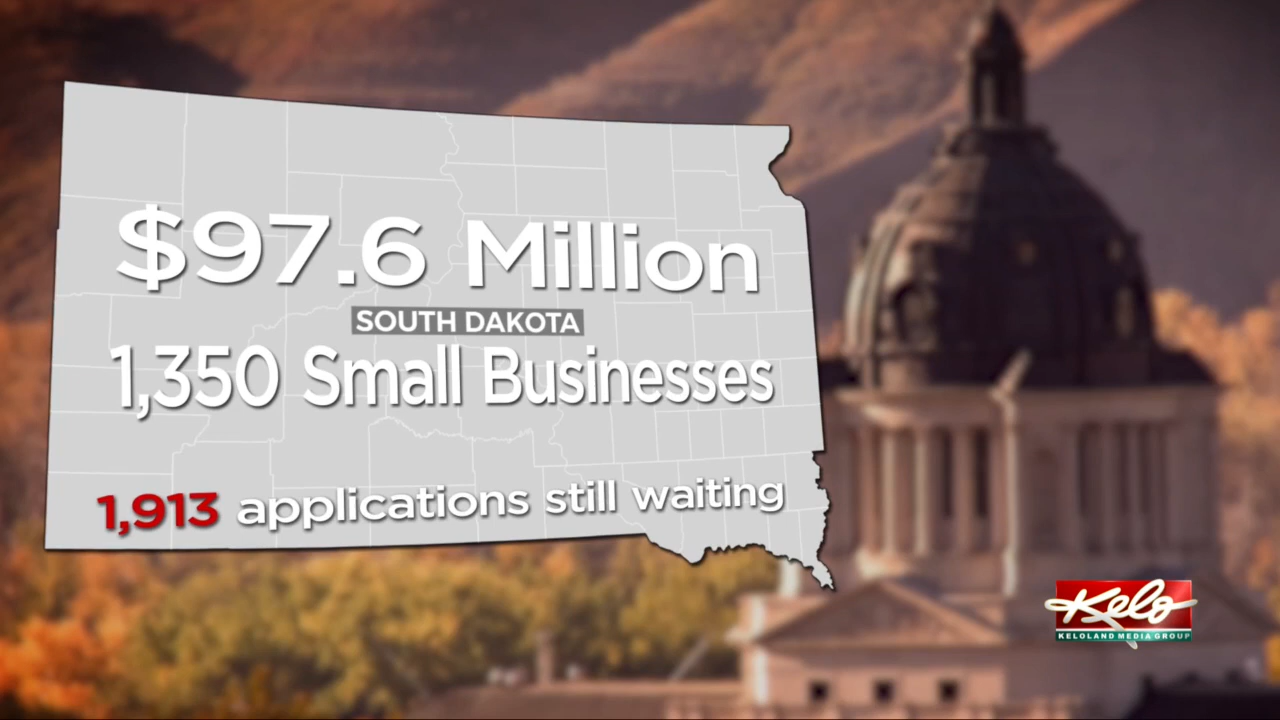 $97.6 Million
SOUTH DAKOTA
1,350 Small Businesses
1,913 applications still waiting
Kelo
KELOLAND MEDIA GROUP